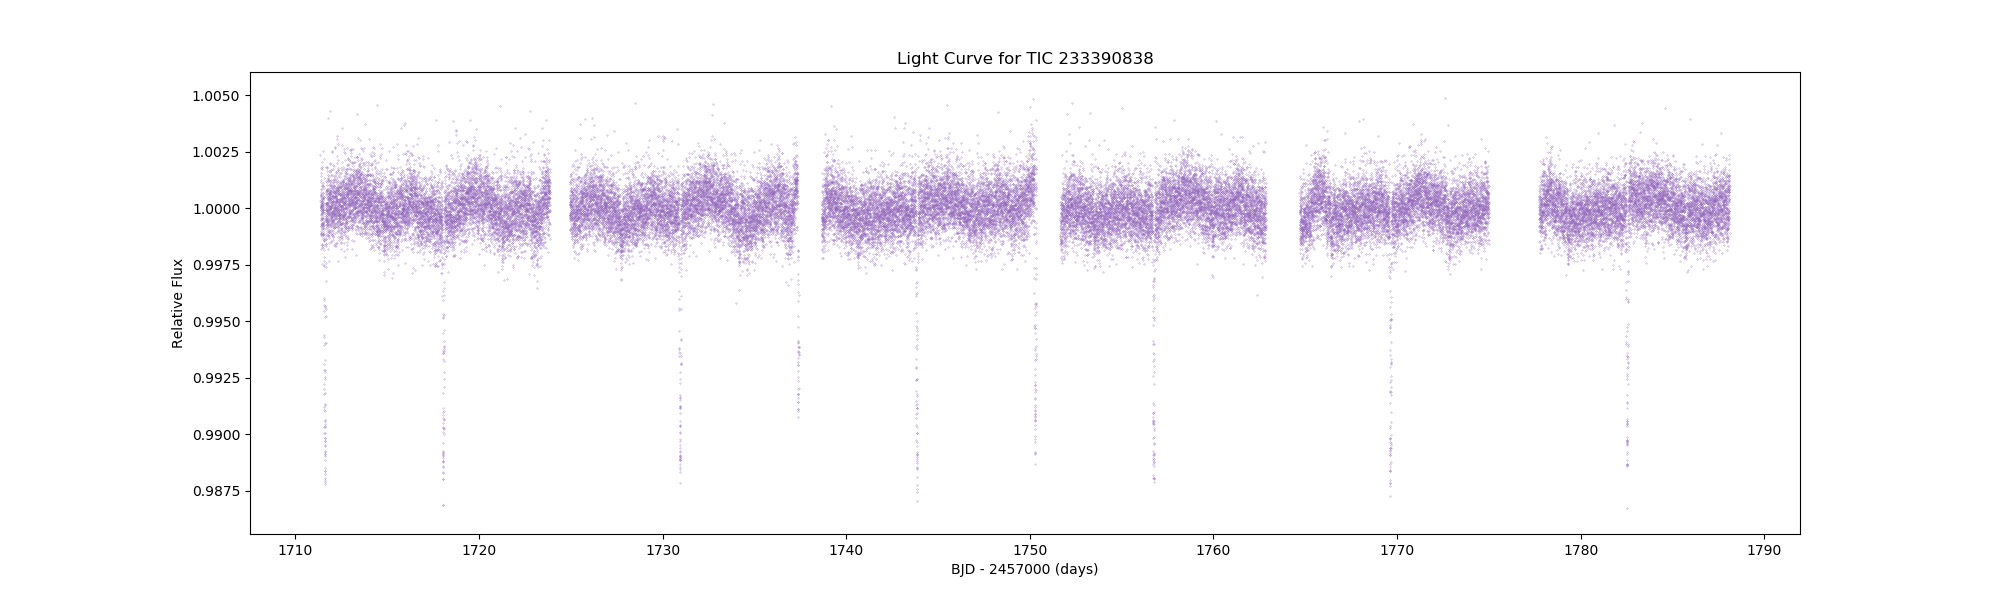 Light Curve for TIC 233390838
1.0050
1.0025
1.0000
0.9975
0.9950
0.9925
0.9900
0.9875
Relative Flux
1710 1720 1730 1740 1750 1760 1770 1780 1790
BJD - 2457000 (days)